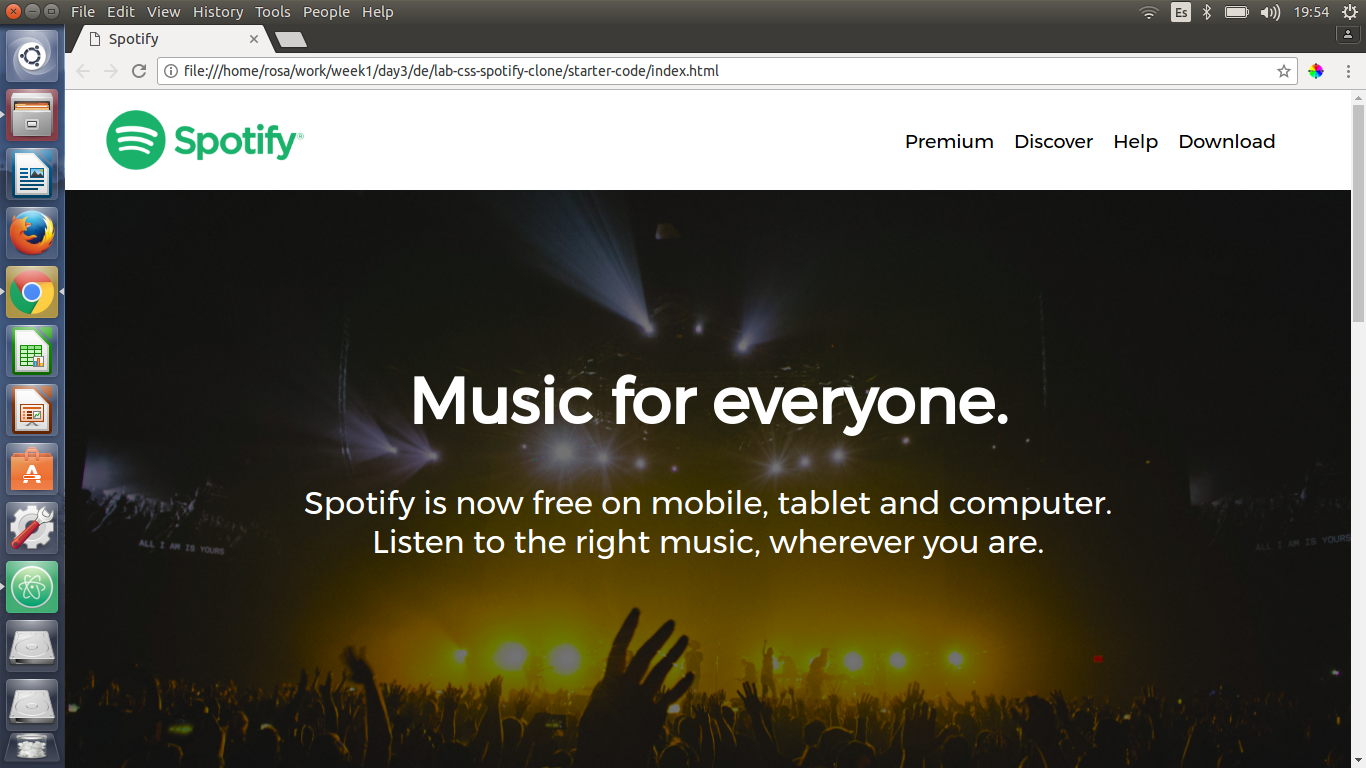 File Edit View History Tools People Help
Es
19:54
Spotify
file:///home/rosa/work/week1/day3/de/lab-css-spotify-clone/starter-code/index.html
Spotify®
Premium Discover Help Download
Music for everyone.
Spotify is now free on mobile, tablet and computer.
Listen to the right music, wherever you are.
ALL I AM IS YOURS
ALL I AM IS YOURS